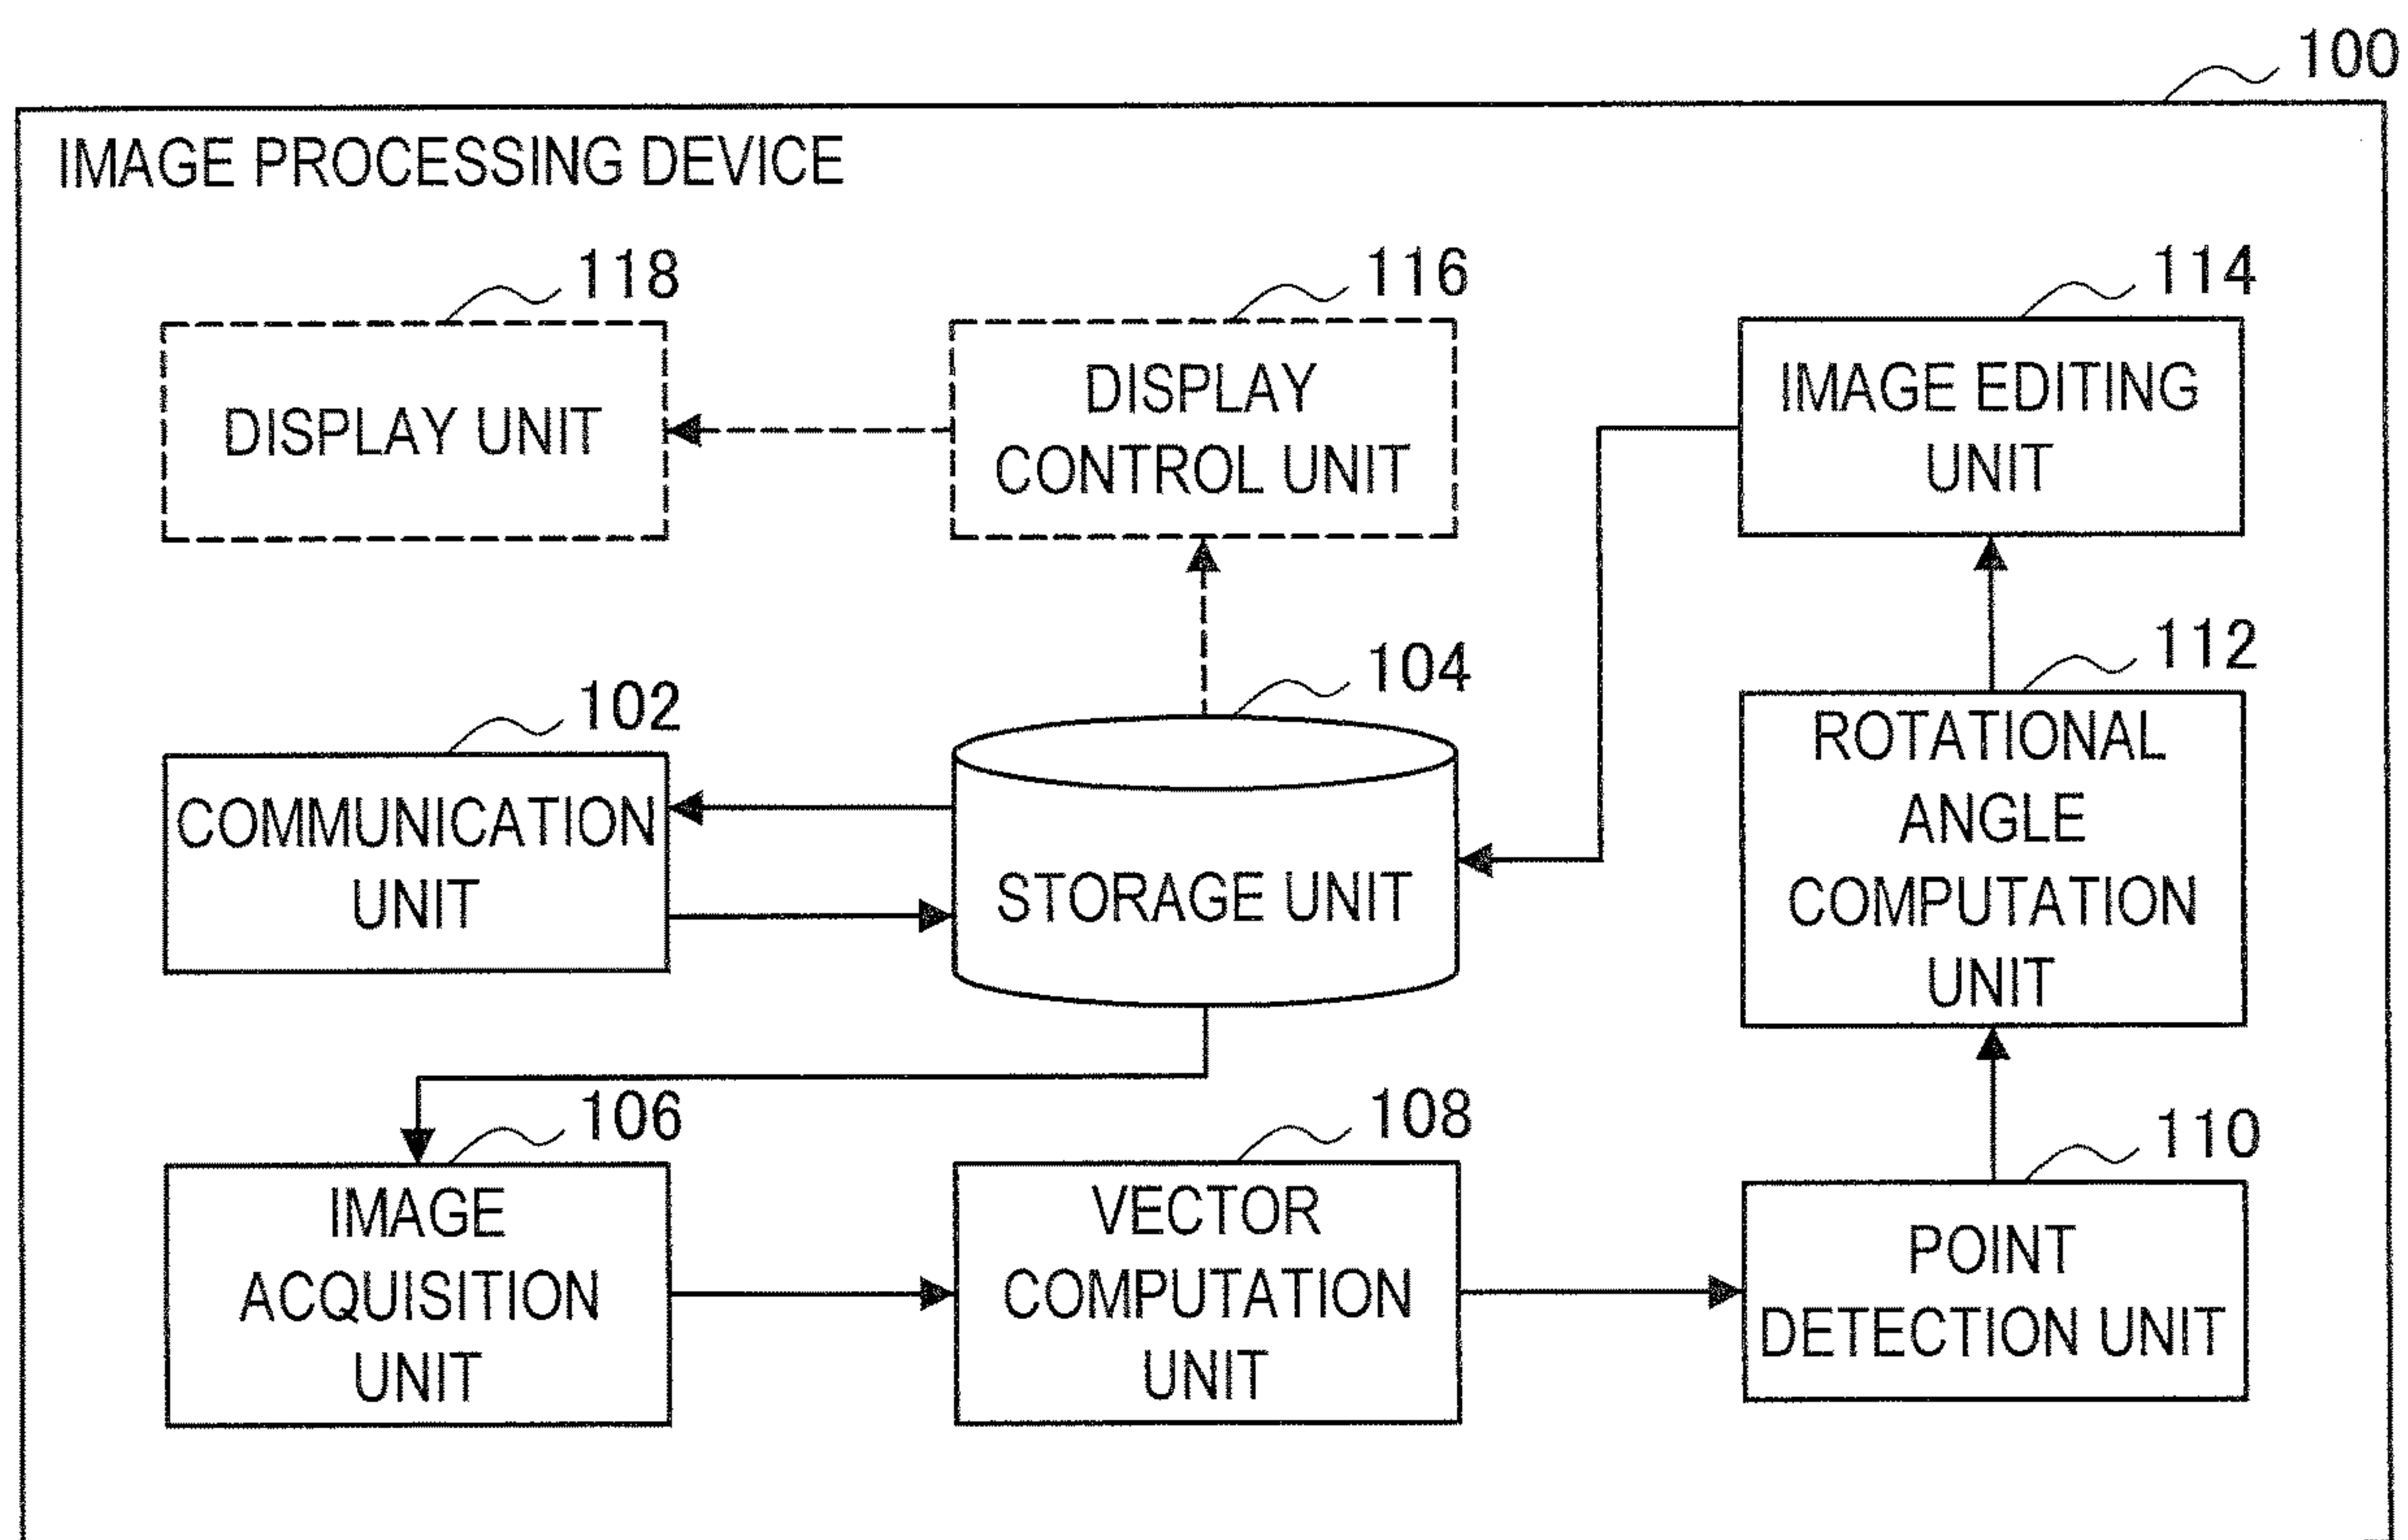 100
IMAGE PROCESSING DEVICE
118
116
114
DISPLAY UNIT
DISPLAY
CONTROL UNIT
IMAGE EDITING
UNIT
102
104
112
COMMUNICATION
UNIT
STORAGE UNIT
ROTATIONAL
ANGLE
COMPUTATION
UNIT
106
108
110
IMAGE
ACQUISITION
UNIT
VECTOR
COMPUTATION
UNIT
POINT
DETECTION UNIT